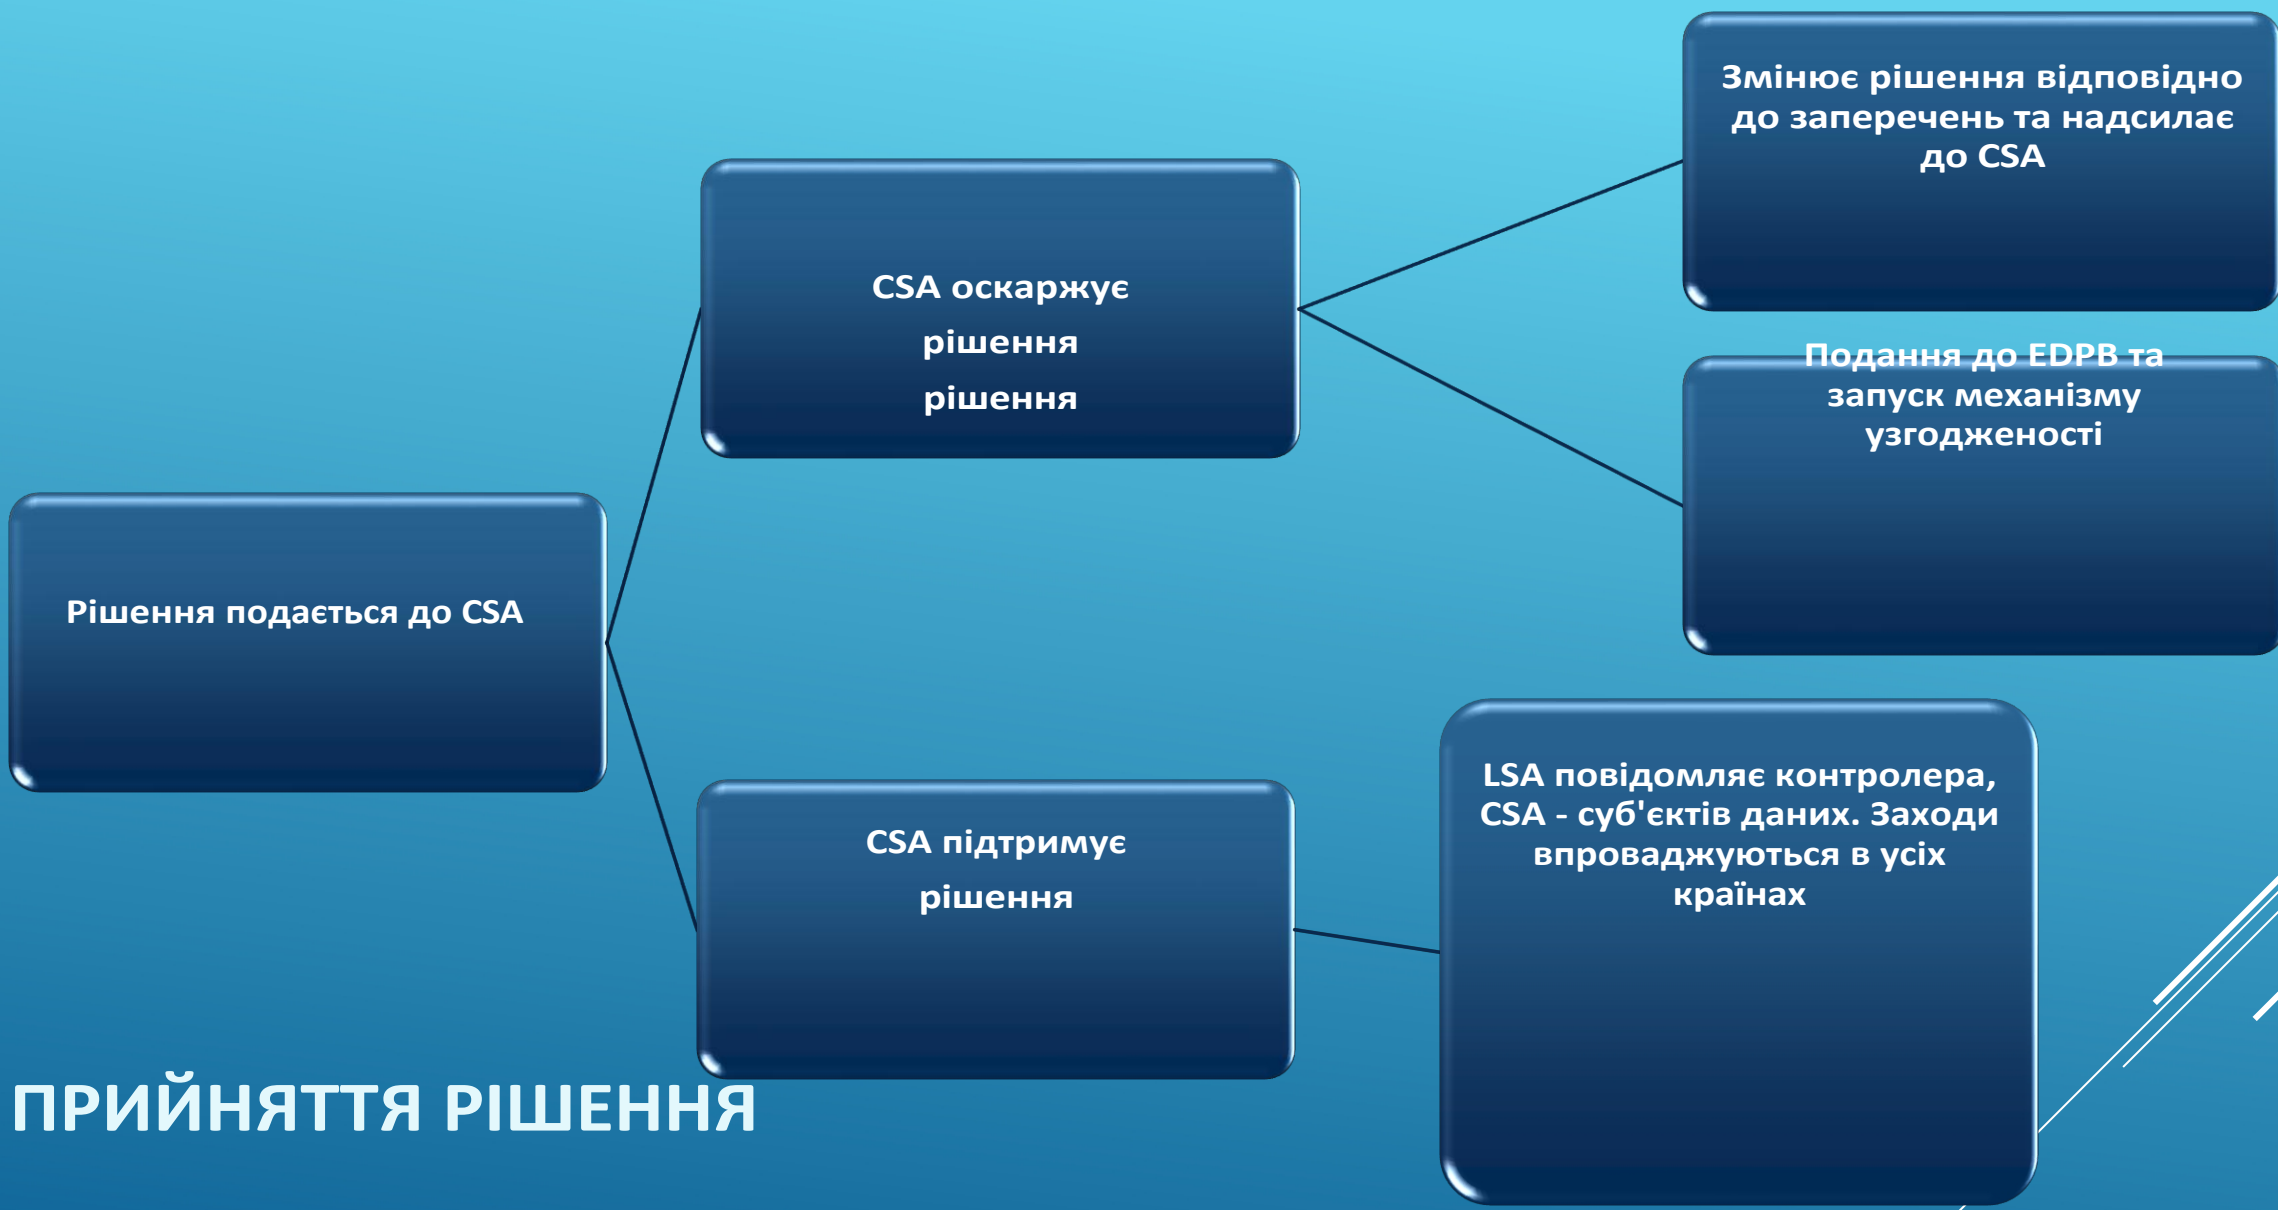 Змінює рішення відповідно
до заперечень та надсилає
до CSA
CSA оскаржує
рішення
рішення
Подання до EDPB та
запуск механізму
узгодженості
Рішення подається до CSA
CSA підтримує
рішення
LSA повідомляє контролера,
CSA - суб'єктів даних. Заходи
впроваджуються в усіх
країнах
ПРИЙНЯТТЯ РІШЕННЯ